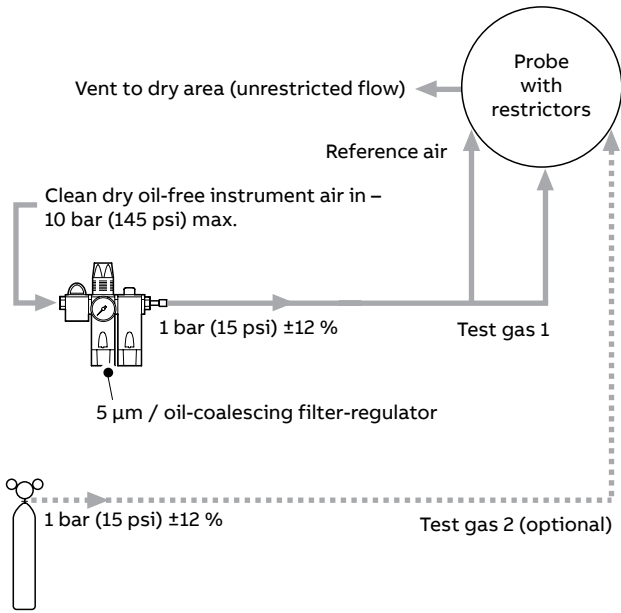 Probe
with
restrictors
Vent to dry area (unrestricted flow)
Reference air
Clean dry oil-free instrument air in –
10 bar (145 psi) max.
1 bar (15 psi) ±12 %
Test gas 1
5 µm / oil-coalescing filter-regulator
1 bar (15 psi) ±12 %
Test gas 2 (optional)